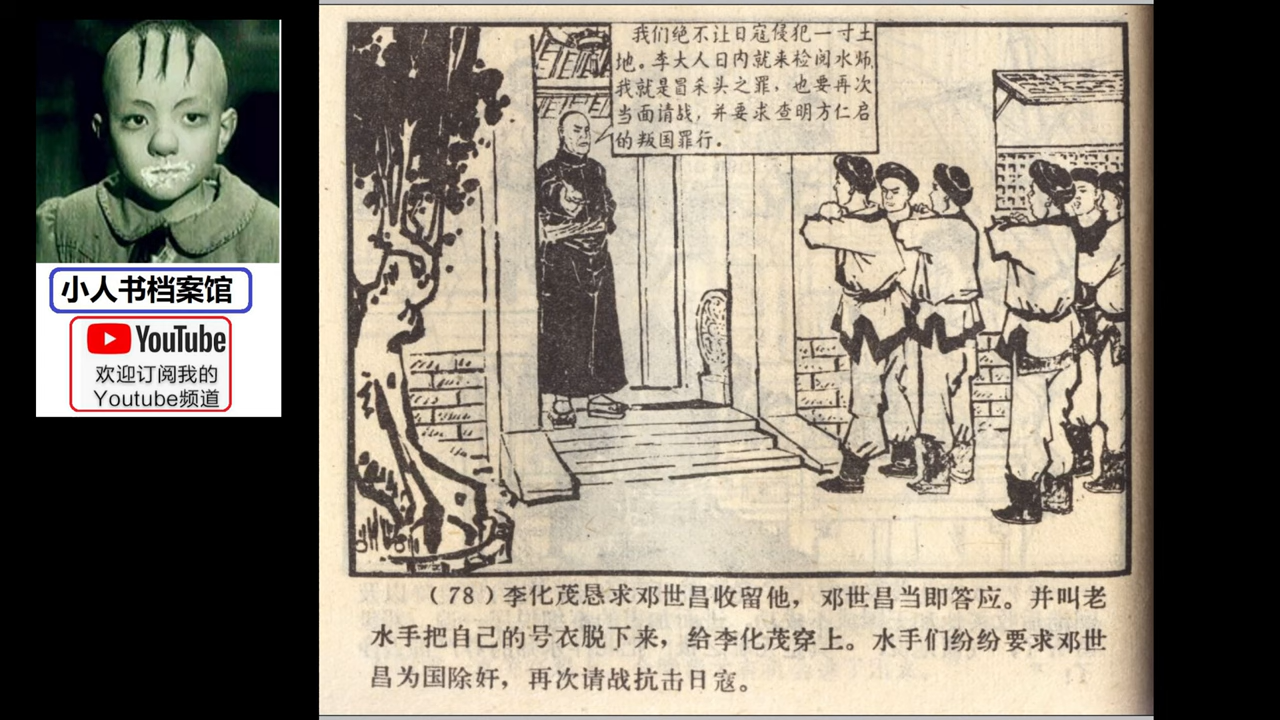 小人书档案馆
YouTube
欢迎订阅我的
Youtube频道
我们绝不让日寇侵犯一寸土
地。李大人日内就来检阅水师,
我就是冒杀头之罪，也要再次
当面请战，并要求查明方仁启
的叛国罪行。
（78）李化茂恳求邓世昌收留他，邓世昌当即答应。并叫老
水手把自己的号衣脱下来，给李化茂穿上。水手们纷纷要求邓世
昌为国除奸，再次请战抗击日寇。